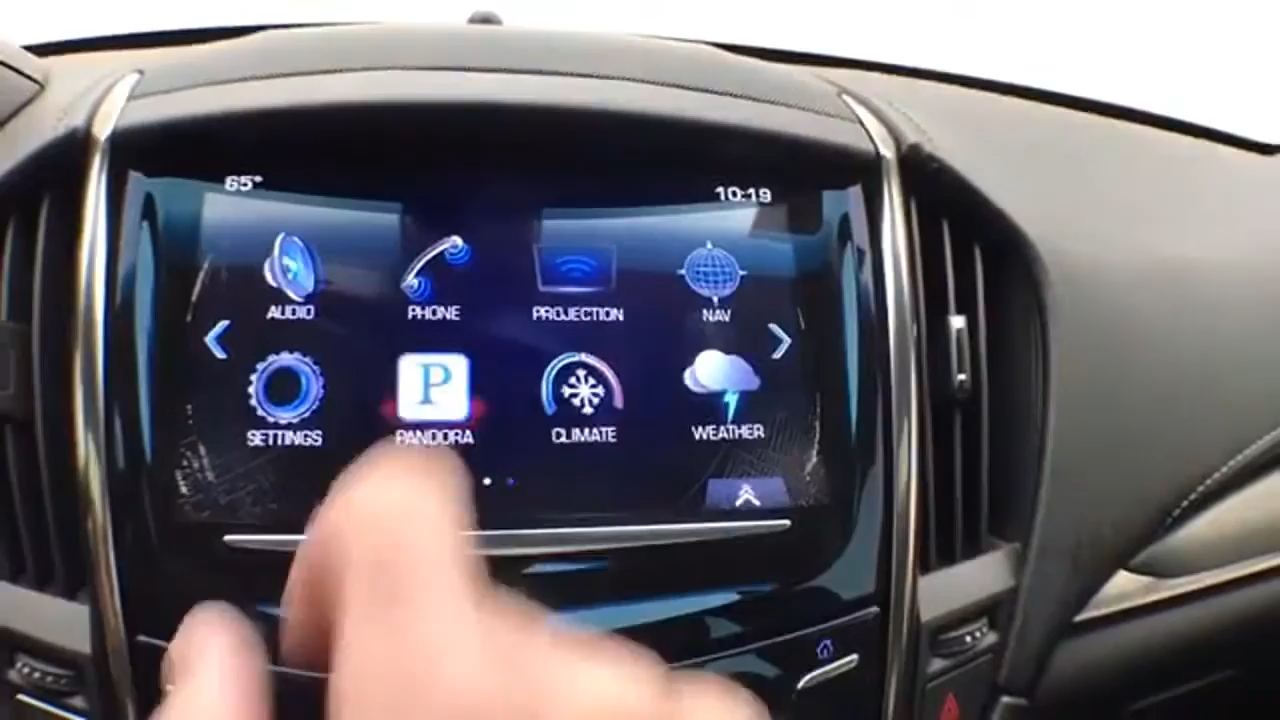 65°
10:19
AUDIO
PHONE
PROJECTION
NAV
SETTINGS
P
PANDORA
CLIMATE
WEATHER